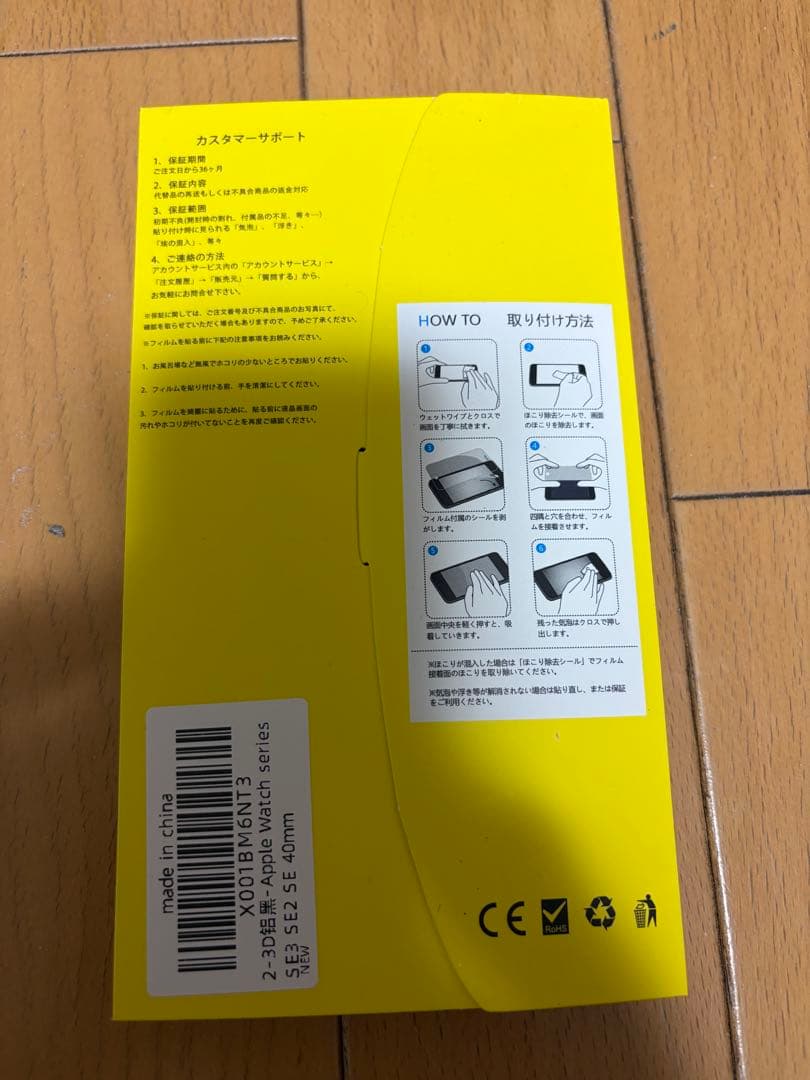 カスタマーサポート
1、保証期間
ご注文日から36ヶ月
2、保証内容
代替品の再送もしくは不具合商品の返金対応
3、保証範囲
初期不良(開封時の割れ、付属品の不足、等々…)
貼り付け時に見られる「気泡」、「浮き」、
「埃の混入」、等々
4、ご連絡の方法
アカウントサービス内の「アカウントサービス」→
「注文履歴」→「販売元」→「質問する」から、
お気軽にお問合せ下さい。
※保証に関しては、ご注文番号及び不具合商品のお写真にて、
確認を取らせていただく場合もありますので、予めご了承ください。
※フィルムを貼る前に下記の注意事項をお読みください。
1、お風呂場など無風でホコリの少ないところでお貼りください。
2、フィルムを貼り付ける前、手を清潔にしてください。
3、フィルムを綺麗に貼るために、貼る前に液晶画面の
汚れやホコリが付いてないことを再度ご確認ください。
HOW TO 取り付け方法
1
ウェットワイプとクロスで
画面を丁寧に拭きます。
2
ほこり除去シールで、画面
のほこりを除去します。
3
フィルム付属のシールを剥
がします。
4
四隅と穴を合わせ、フィル
ムを接着させます。
5
画面中央を軽く押すと、吸
着していきます。
6
残った気泡はクロスで押し
出します。
※ほこりが混入した場合は「ほこり除去シール」でフィルム
接着面のほこりを取り除いてください。
※気泡や浮き等が解消されない場合は貼り直し、または保証
をご利用ください。
made in china
X001BM6NT3
2-3D铝黑-Apple Watch series
SE3 SE2 SE 40mm
NEW
CE
RoHS